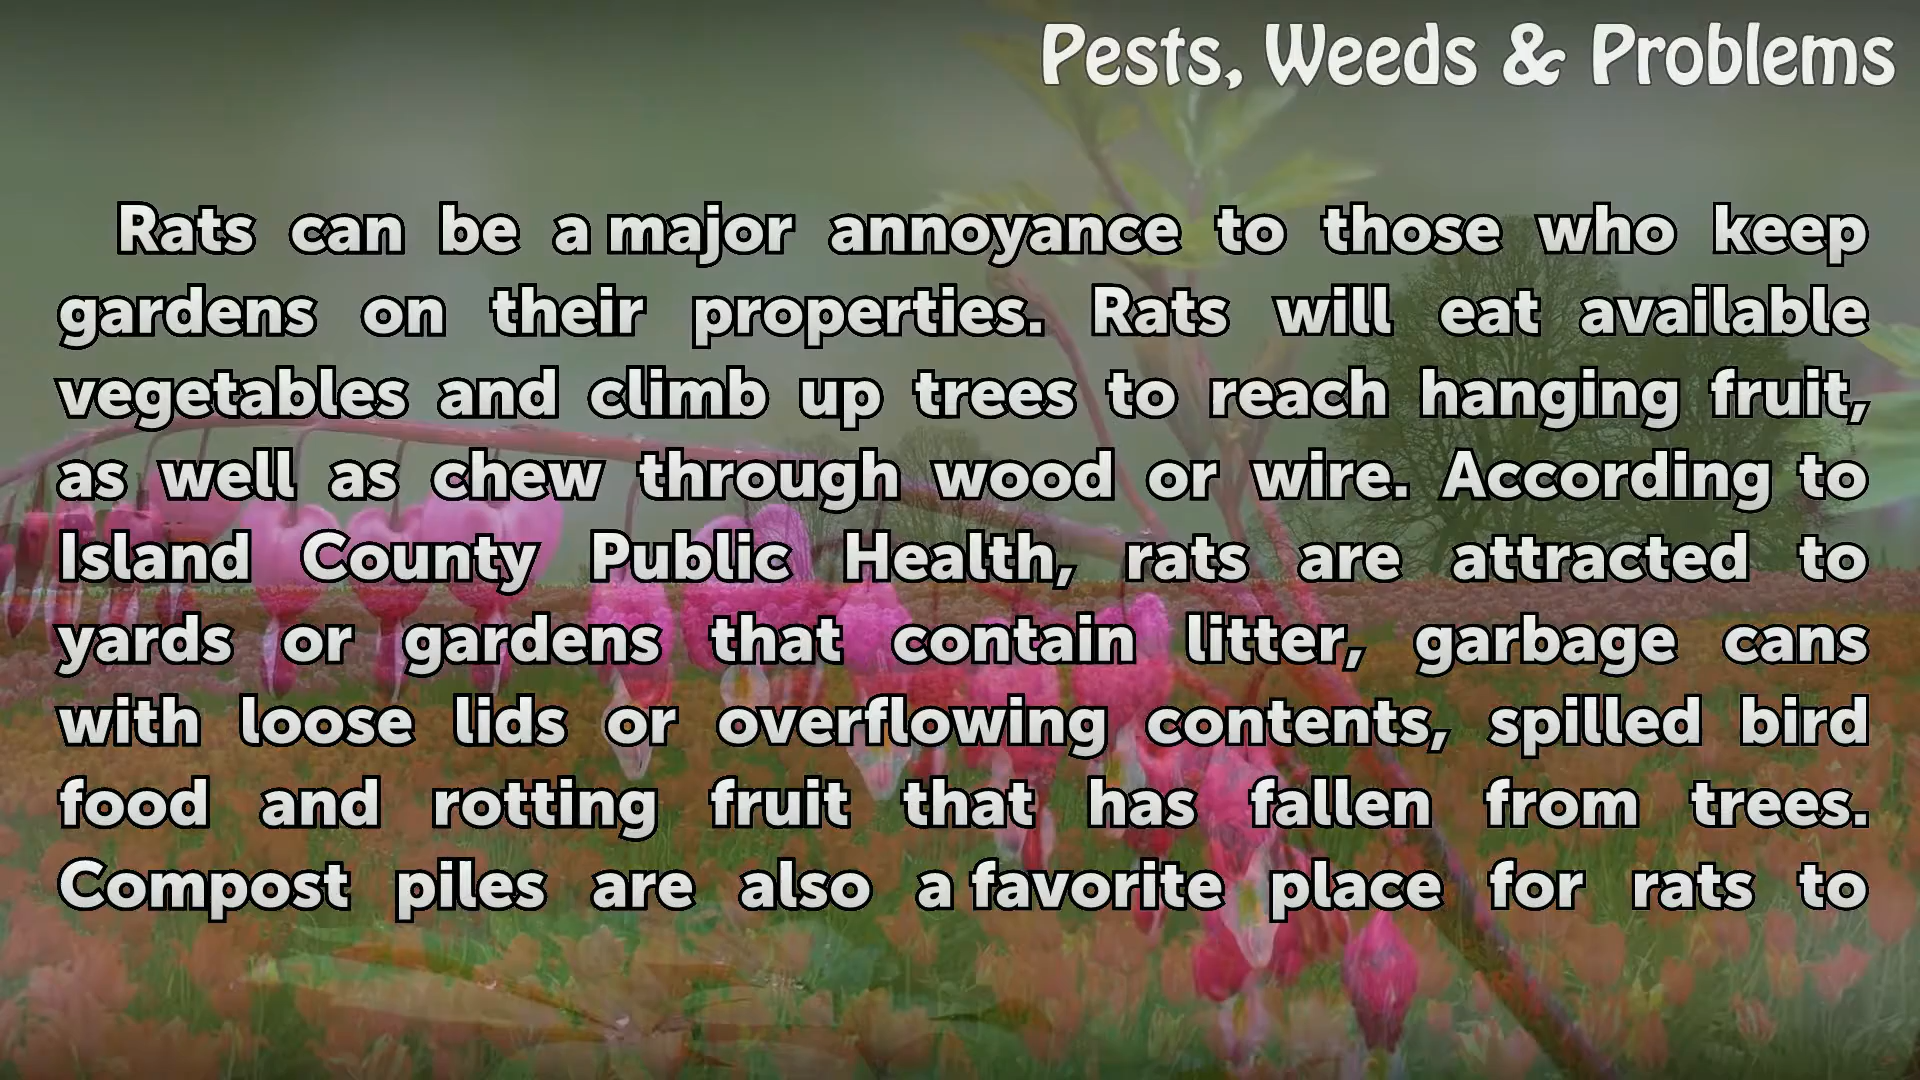 Pests, Weeds & Problems
Rats can be a major annoyance to those who keep
gardens on their properties. Rats will eat available
vegetables and climb up trees to reach hanging fruit,
as well as chew through wood or wire. According to
Island County Public Health, rats are attracted to
yards or gardens that contain litter, garbage cans
with loose lids or overflowing contents, spilled bird
food and rotting fruit that has fallen from trees.
Compost piles are also a favorite place for rats to